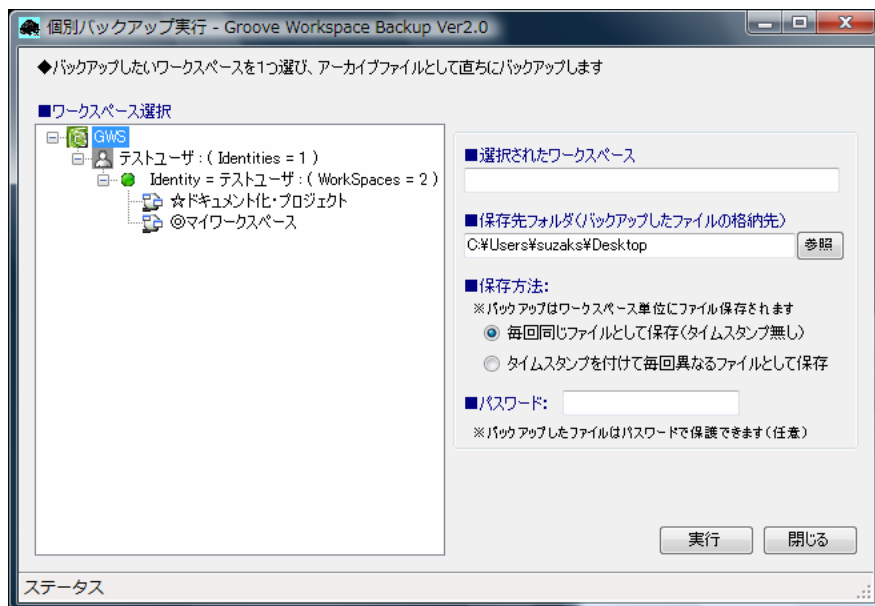 個別バックアップ実行 - Groove Workspace Backup Ver2.0
◆バックアップしたいワークスペースを1つ選び、アーカイブファイルとして直ちにバックアップします
■ワークスペース選択
GWS
テストユーザ : ( Identities = 1 )
Identity = テストユーザ : ( WorkSpaces = 2 )
☆ドキュメント化・プロジェクト
◎マイワークスペース
■選択されたワークスペース
■保存先フォルダ(バックアップしたファイルの格納先)
C:¥Users¥suzaks¥Desktop
参照
■保存方法:
※バックアップはワークスペース単位にファイル保存されます
毎回同じファイルとして保存(タイムスタンプ無し)
タイムスタンプを付けて毎回異なるファイルとして保存
■パスワード:
※バックアップしたファイルはパスワードで保護できます(任意)
実行
閉じる
ステータス